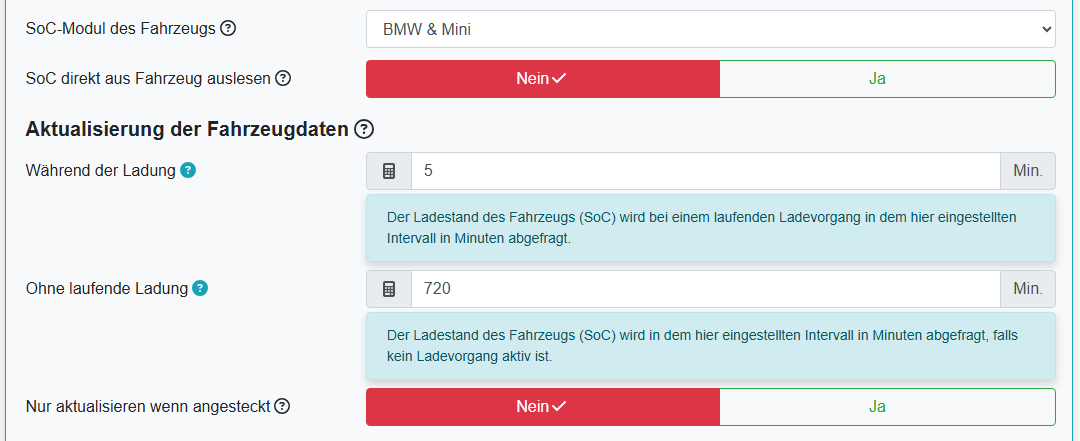 SoC-Modul des Fahrzeugs ?
BMW & Mini
SoC direkt aus Fahrzeug auslesen ?
Nein
Ja
Aktualisierung der Fahrzeugdaten ?
Während der Ladung ?
5
Min.
Der Ladestand des Fahrzeugs (SoC) wird bei einem laufenden Ladevorgang in dem hier eingestellten
Intervall in Minuten abgefragt.
Ohne laufende Ladung ?
720
Min.
Der Ladestand des Fahrzeugs (SoC) wird in dem hier eingestellten Intervall in Minuten abgefragt, falls
kein Ladevorgang aktiv ist.
Nur aktualisieren wenn angesteckt ?
Nein
Ja